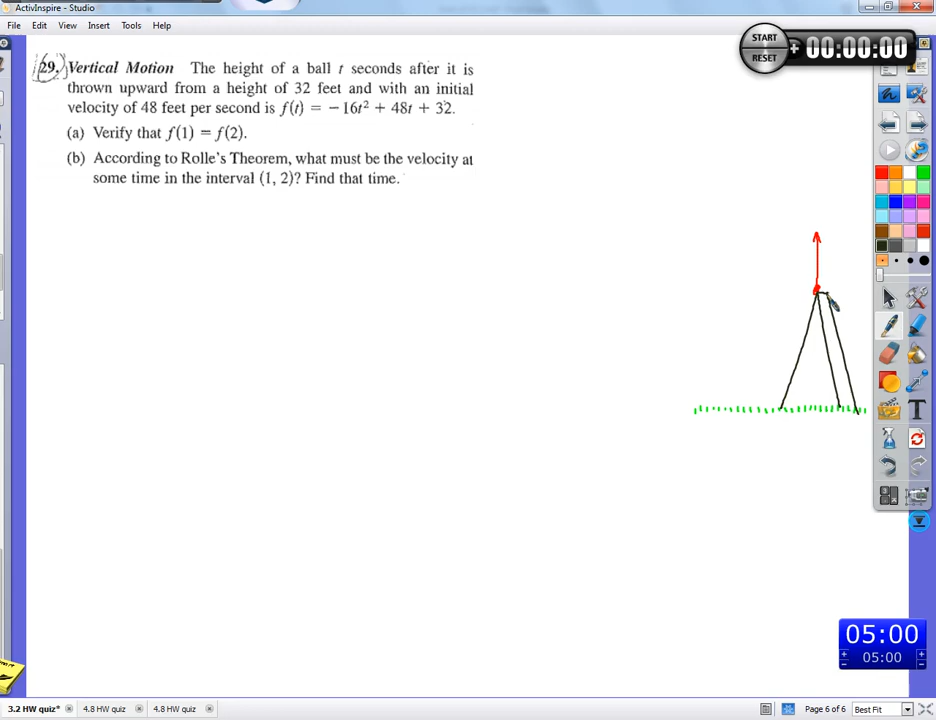 ActivInspire - Studio
File Edit View Insert Tools Help
START
RESET
+ 00:00:00
29. Vertical Motion The height of a ball t seconds after it is
thrown upward from a height of 32 feet and with an initial
velocity of 48 feet per second is f(t) = −16t² + 48t + 32.
(a) Verify that f(1) = f(2).
(b) According to Rolle's Theorem, what must be the velocity at
some time in the interval (1, 2)? Find that time.
T
05:00
05:00
3.2 HW quiz* 4.8 HW quiz 4.8 HW quiz Page 6 of 6 Best Fit